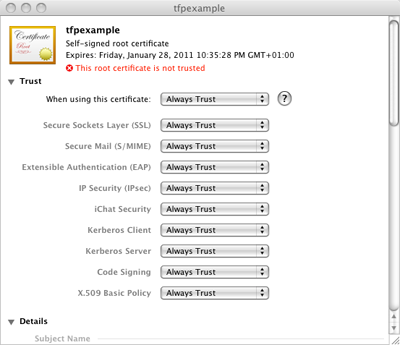 tfpexample
Certificate
Root
tfpexample
Self-signed root certificate
Expires: Friday, January 28, 2011 10:35:28 PM GMT+01:00
This root certificate is not trusted
Trust
When using this certificate: Always Trust ?
Secure Sockets Layer (SSL) Always Trust
Secure Mail (S/MIME) Always Trust
Extensible Authentication (EAP) Always Trust
IP Security (IPsec) Always Trust
iChat Security Always Trust
Kerberos Client Always Trust
Kerberos Server Always Trust
Code Signing Always Trust
X.509 Basic Policy Always Trust
Details
Subject Name